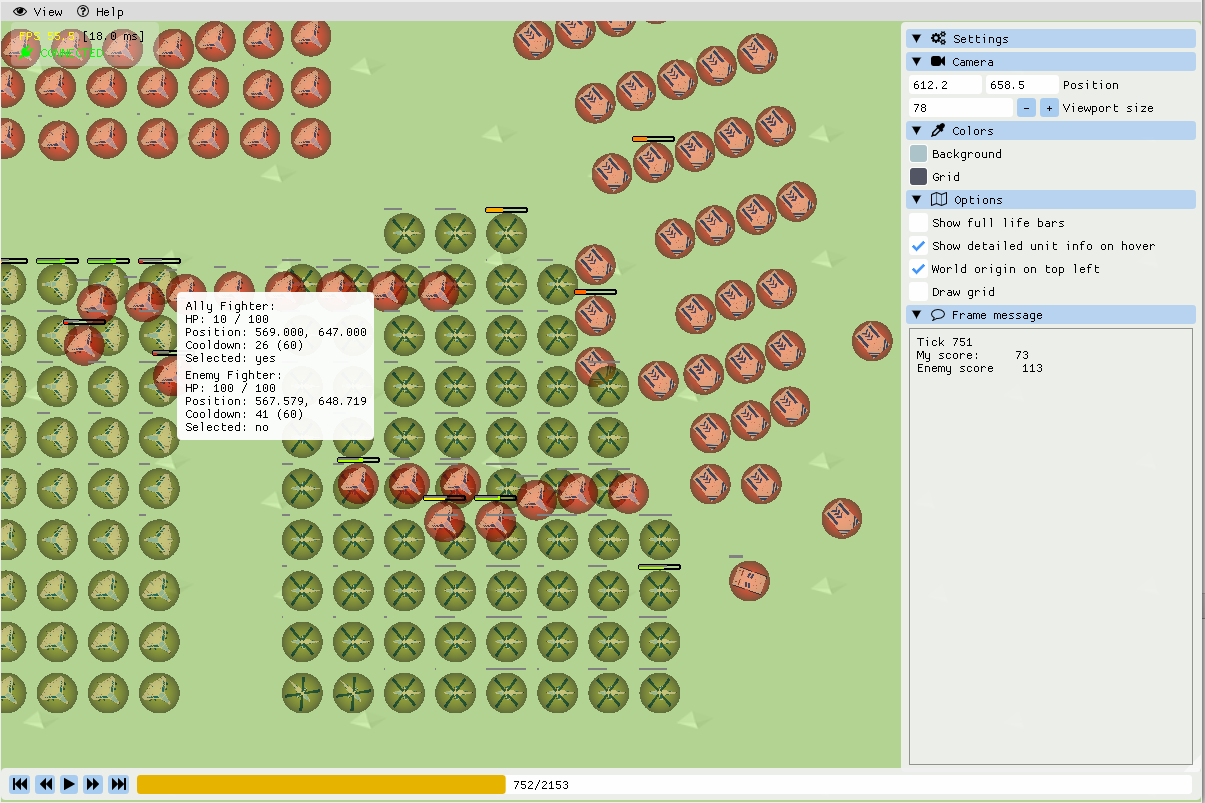 View Help
FPS 55.5 [18.0 ms]
CONNECTED
Ally Fighter:
HP: 10 / 100
Position: 569.000, 647.000
Cooldown: 26 (60)
Selected: yes
Enemy Fighter:
HP: 100 / 100
Position: 567.579, 648.719
Cooldown: 41 (60)
Selected: no
Settings
Camera
612.2 658.5 Position
78 - + Viewport size
Colors
Background
Grid
Options
Show full life bars
Show detailed unit info on hover
World origin on top left
Draw grid
Frame message
Tick 751
My score: 73
Enemy score 113
752/2153